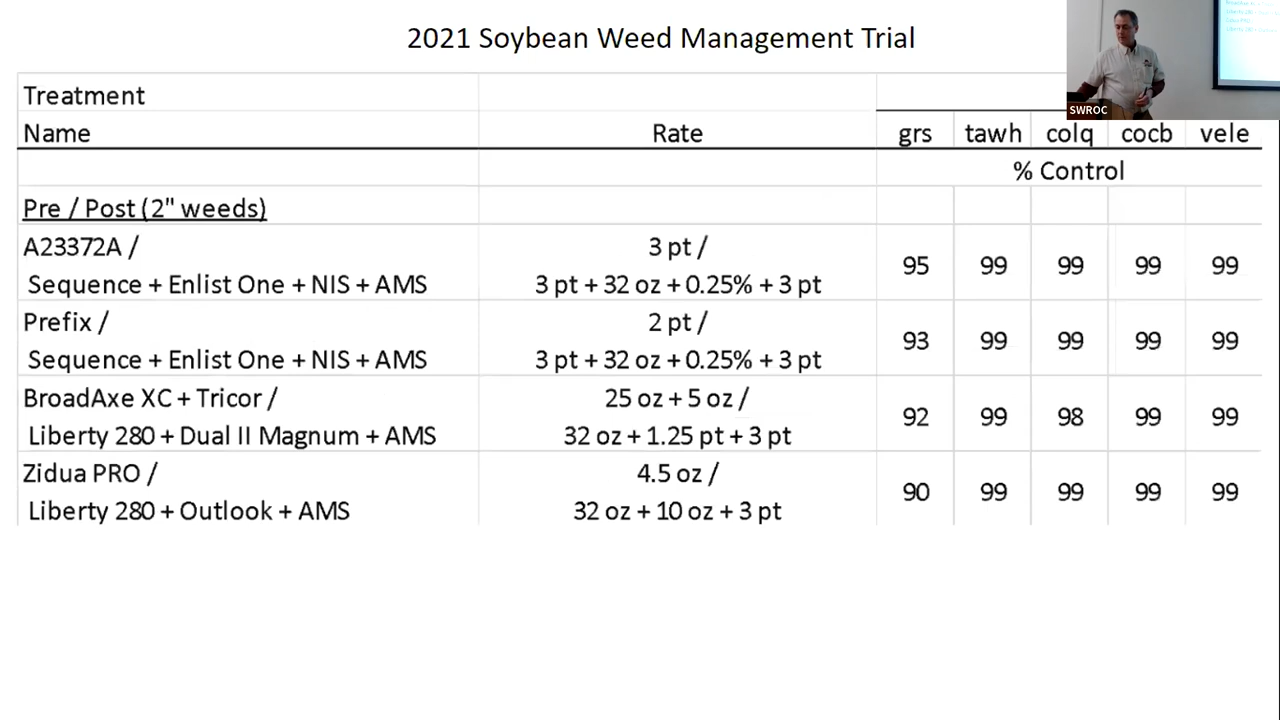 2021 Soybean Weed Management Trial
SWROC
Treatment
Name Rate grs tawh colq cocb vele
% Control
Pre / Post (2" weeds)
A23372A / 3 pt /
Sequence + Enlist One + NIS + AMS 3 pt + 32 oz + 0.25% + 3 pt 95 99 99 99 99
Prefix / 2 pt /
Sequence + Enlist One + NIS + AMS 3 pt + 32 oz + 0.25% + 3 pt 93 99 99 99 99
BroadAxe XC + Tricor / 25 oz + 5 oz /
Liberty 280 + Dual II Magnum + AMS 32 oz + 1.25 pt + 3 pt 92 99 98 99 99
Zidua PRO / 4.5 oz /
Liberty 280 + Outlook + AMS 32 oz + 10 oz + 3 pt 90 99 99 99 99